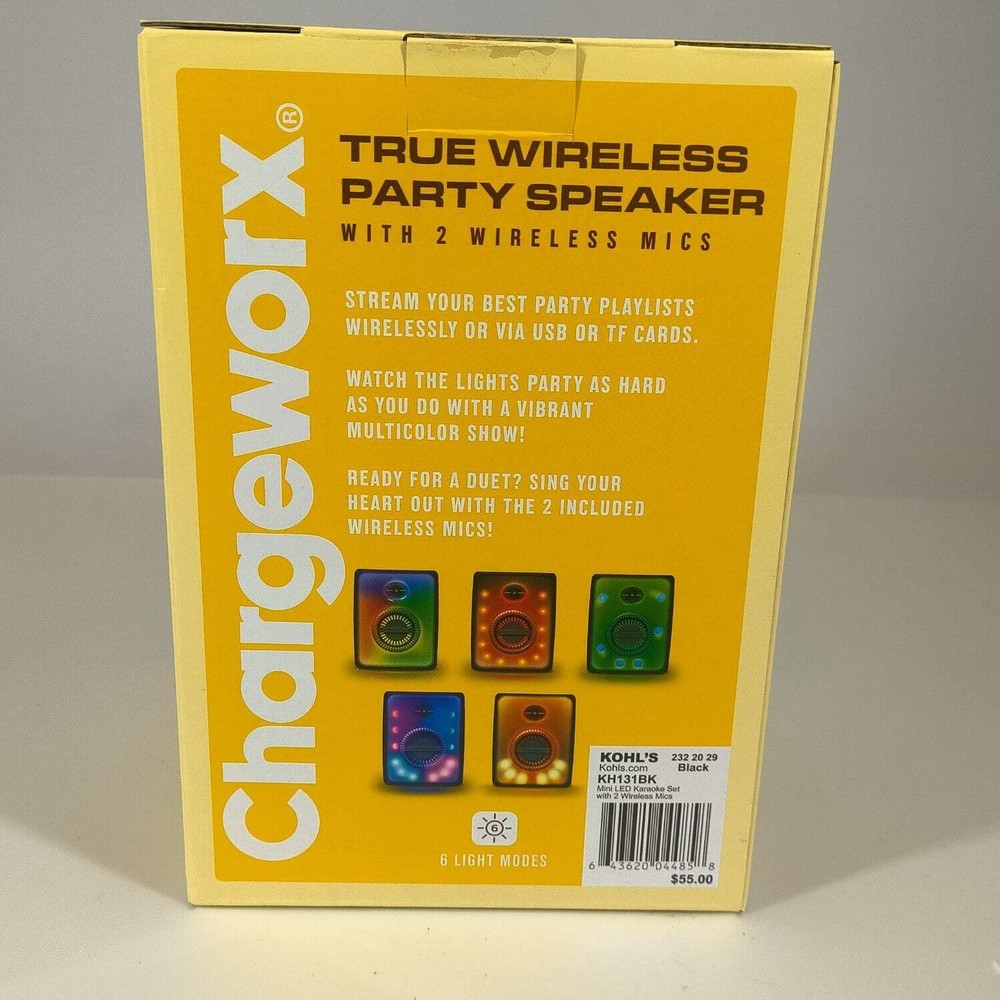 Chargeworx®
TRUE WIRELESS
PARTY SPEAKER
WITH 2 WIRELESS MICS
STREAM YOUR BEST PARTY PLAYLISTS
WIRELESSLY OR VIA USB OR TF CARDS.
WATCH THE LIGHTS PARTY AS HARD
AS YOU DO WITH A VIBRANT
MULTICOLOR SHOW!
READY FOR A DUET? SING YOUR
HEART OUT WITH THE 2 INCLUDED
WIRELESS MICS!
6
6 LIGHT MODES
KOHL'S 232 20 29
Kohls.com Black
KH131BK
Mini LED Karaoke Set
with 2 Wireless Mics
6 43620 04485 8
$55.00